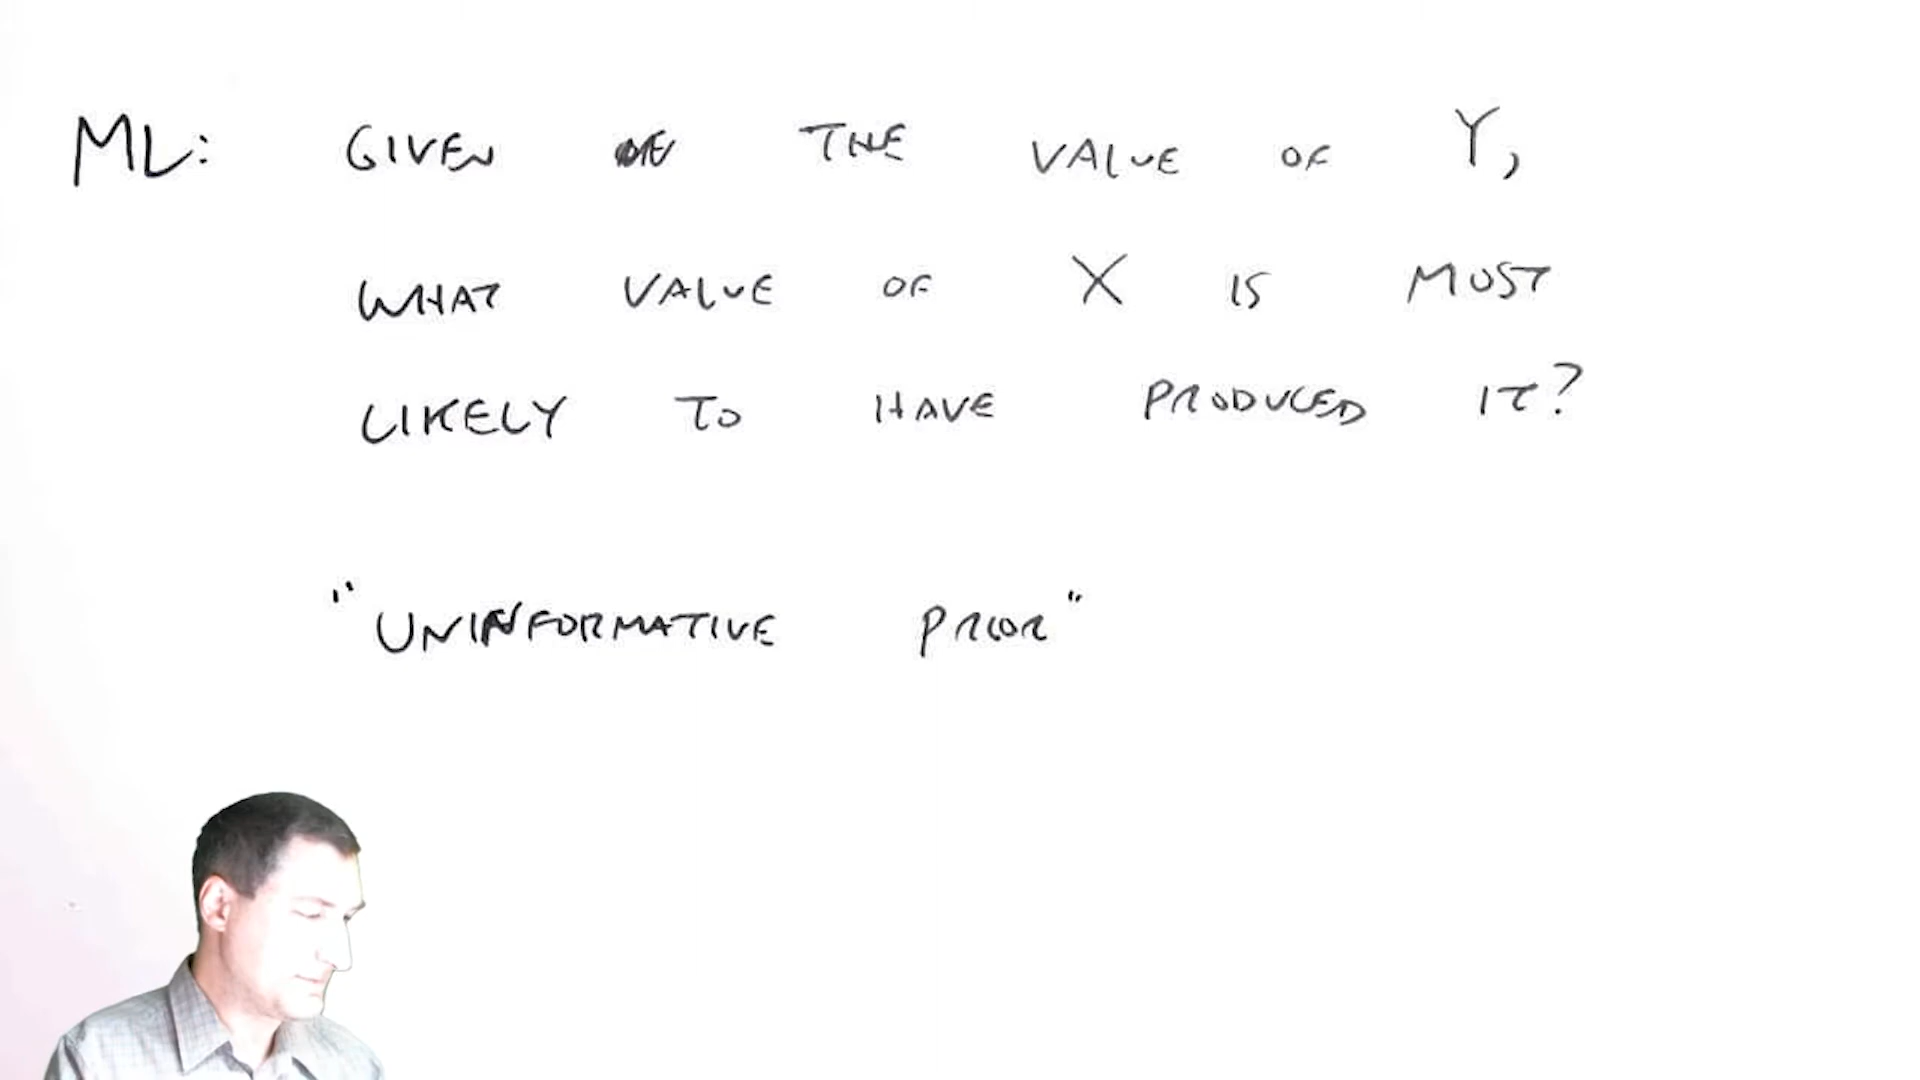 ML: GIVEN THE VALUE OF Y,
WHAT VALUE OF X IS MOST
LIKELY TO HAVE PRODUCED IT?
"UNINFORMATIVE PRIOR"